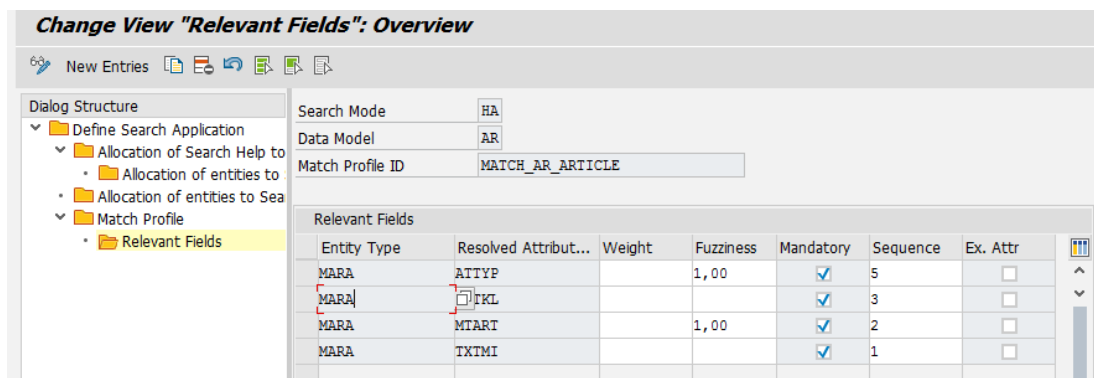 Change View "Relevant Fields": Overview
New Entries
Dialog Structure
Define Search Application
Allocation of Search Help to
Allocation of entities to
Allocation of entities to Sea
Match Profile
Relevant Fields
Search Mode HA
Data Model AR
Match Profile ID MATCH_AR_ARTICLE
Relevant Fields
Entity Type Resolved Attribut... Weight Fuzziness Mandatory Sequence Ex. Attr
MARA ATTYP 1,00 5
MARA TKL 3
MARA MTART 1,00 2
MARA TXTMI 1